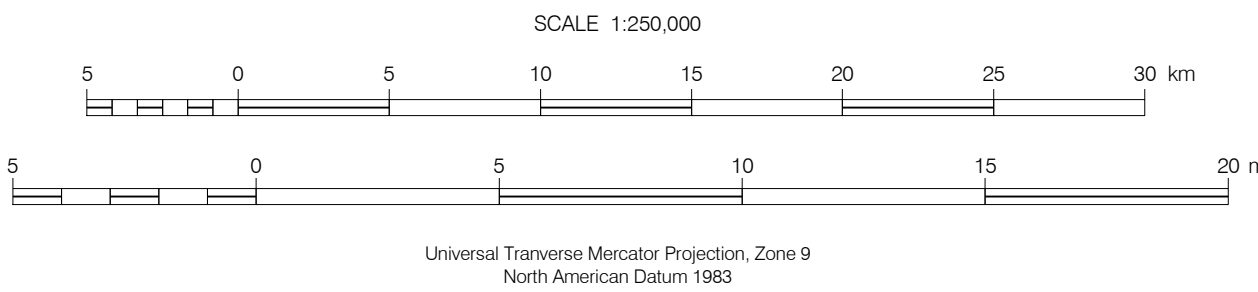 SCALE 1:250,000
5 0 5 10 15 20 25 30 km
5 0 5 10 15 20
Universal Tranverse Mercator Projection, Zone 9
North American Datum 1983